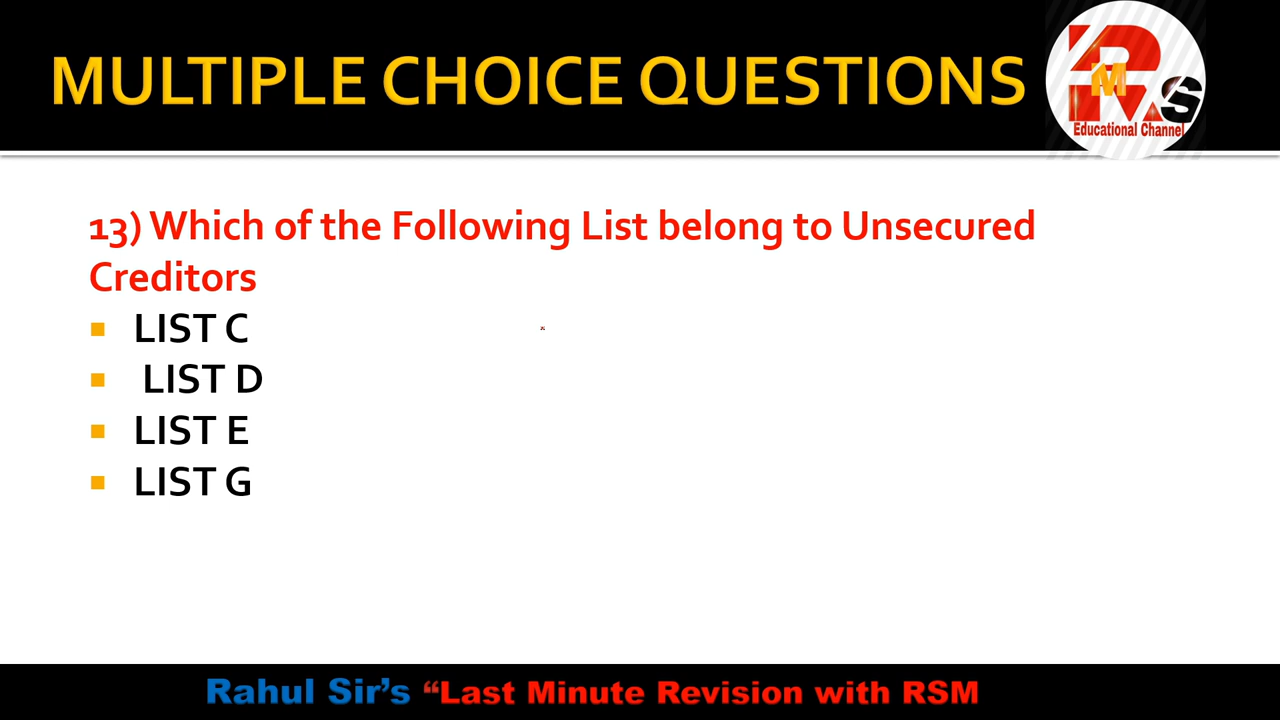 MULTIPLE CHOICE QUESTIONS
RMS
Educational Channel
13) Which of the Following List belong to Unsecured
Creditors
LIST C
LIST D
LIST E
LIST G
Rahul Sir's “Last Minute Revision with RSM